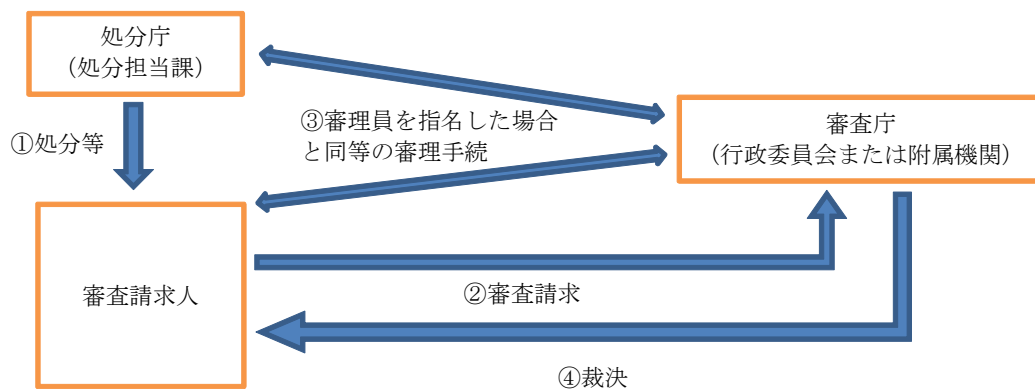 処分庁
（処分担当課）
①処分等
③審理員を指名した場合
と同等の審理手続
審査庁
（行政委員会または附属機関）
審査請求人
②審査請求
④裁決